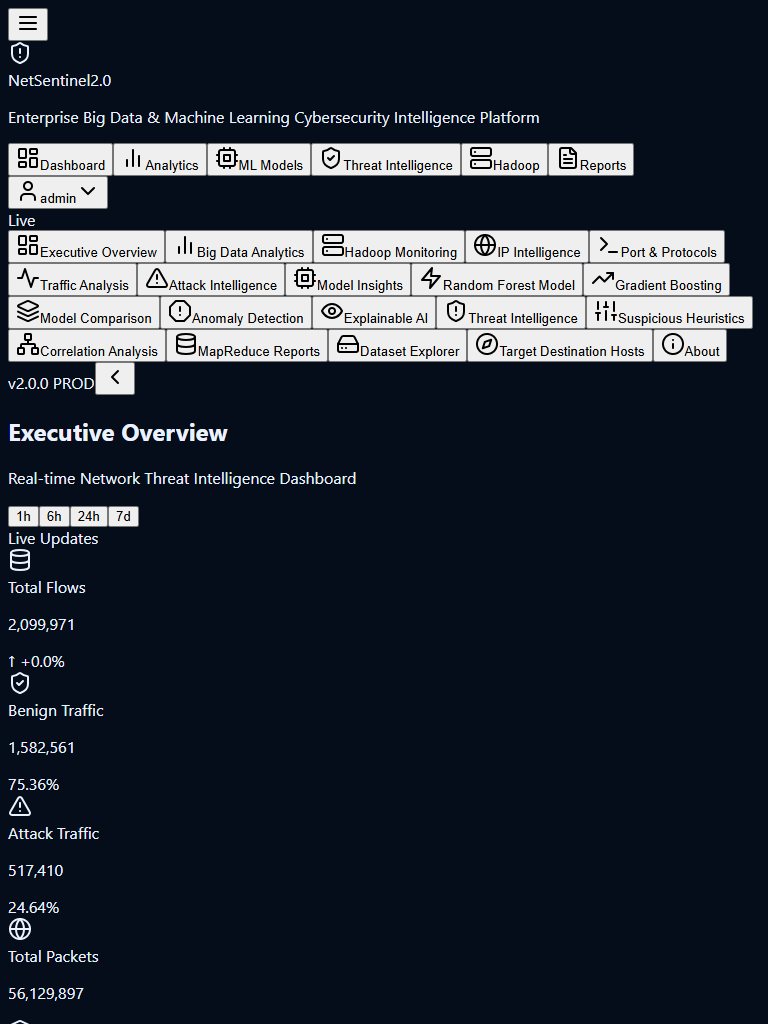 NetSentinel2.0
Enterprise Big Data & Machine Learning Cybersecurity Intelligence Platform
Dashboard Analytics ML Models Threat Intelligence Hadoop Reports
admin
Live
Executive Overview Big Data Analytics Hadoop Monitoring IP Intelligence Port & Protocols
Traffic Analysis Attack Intelligence Model Insights Random Forest Model Gradient Boosting
Model Comparison Anomaly Detection Explainable AI Threat Intelligence Suspicious Heuristics
Correlation Analysis MapReduce Reports Dataset Explorer Target Destination Hosts About
v2.0.0 PROD
Executive Overview
Real-time Network Threat Intelligence Dashboard
1h 6h 24h 7d
Live Updates
Total Flows
2,099,971
↑ +0.0%
Benign Traffic
1,582,561
75.36%
Attack Traffic
517,410
24.64%
Total Packets
56,129,897